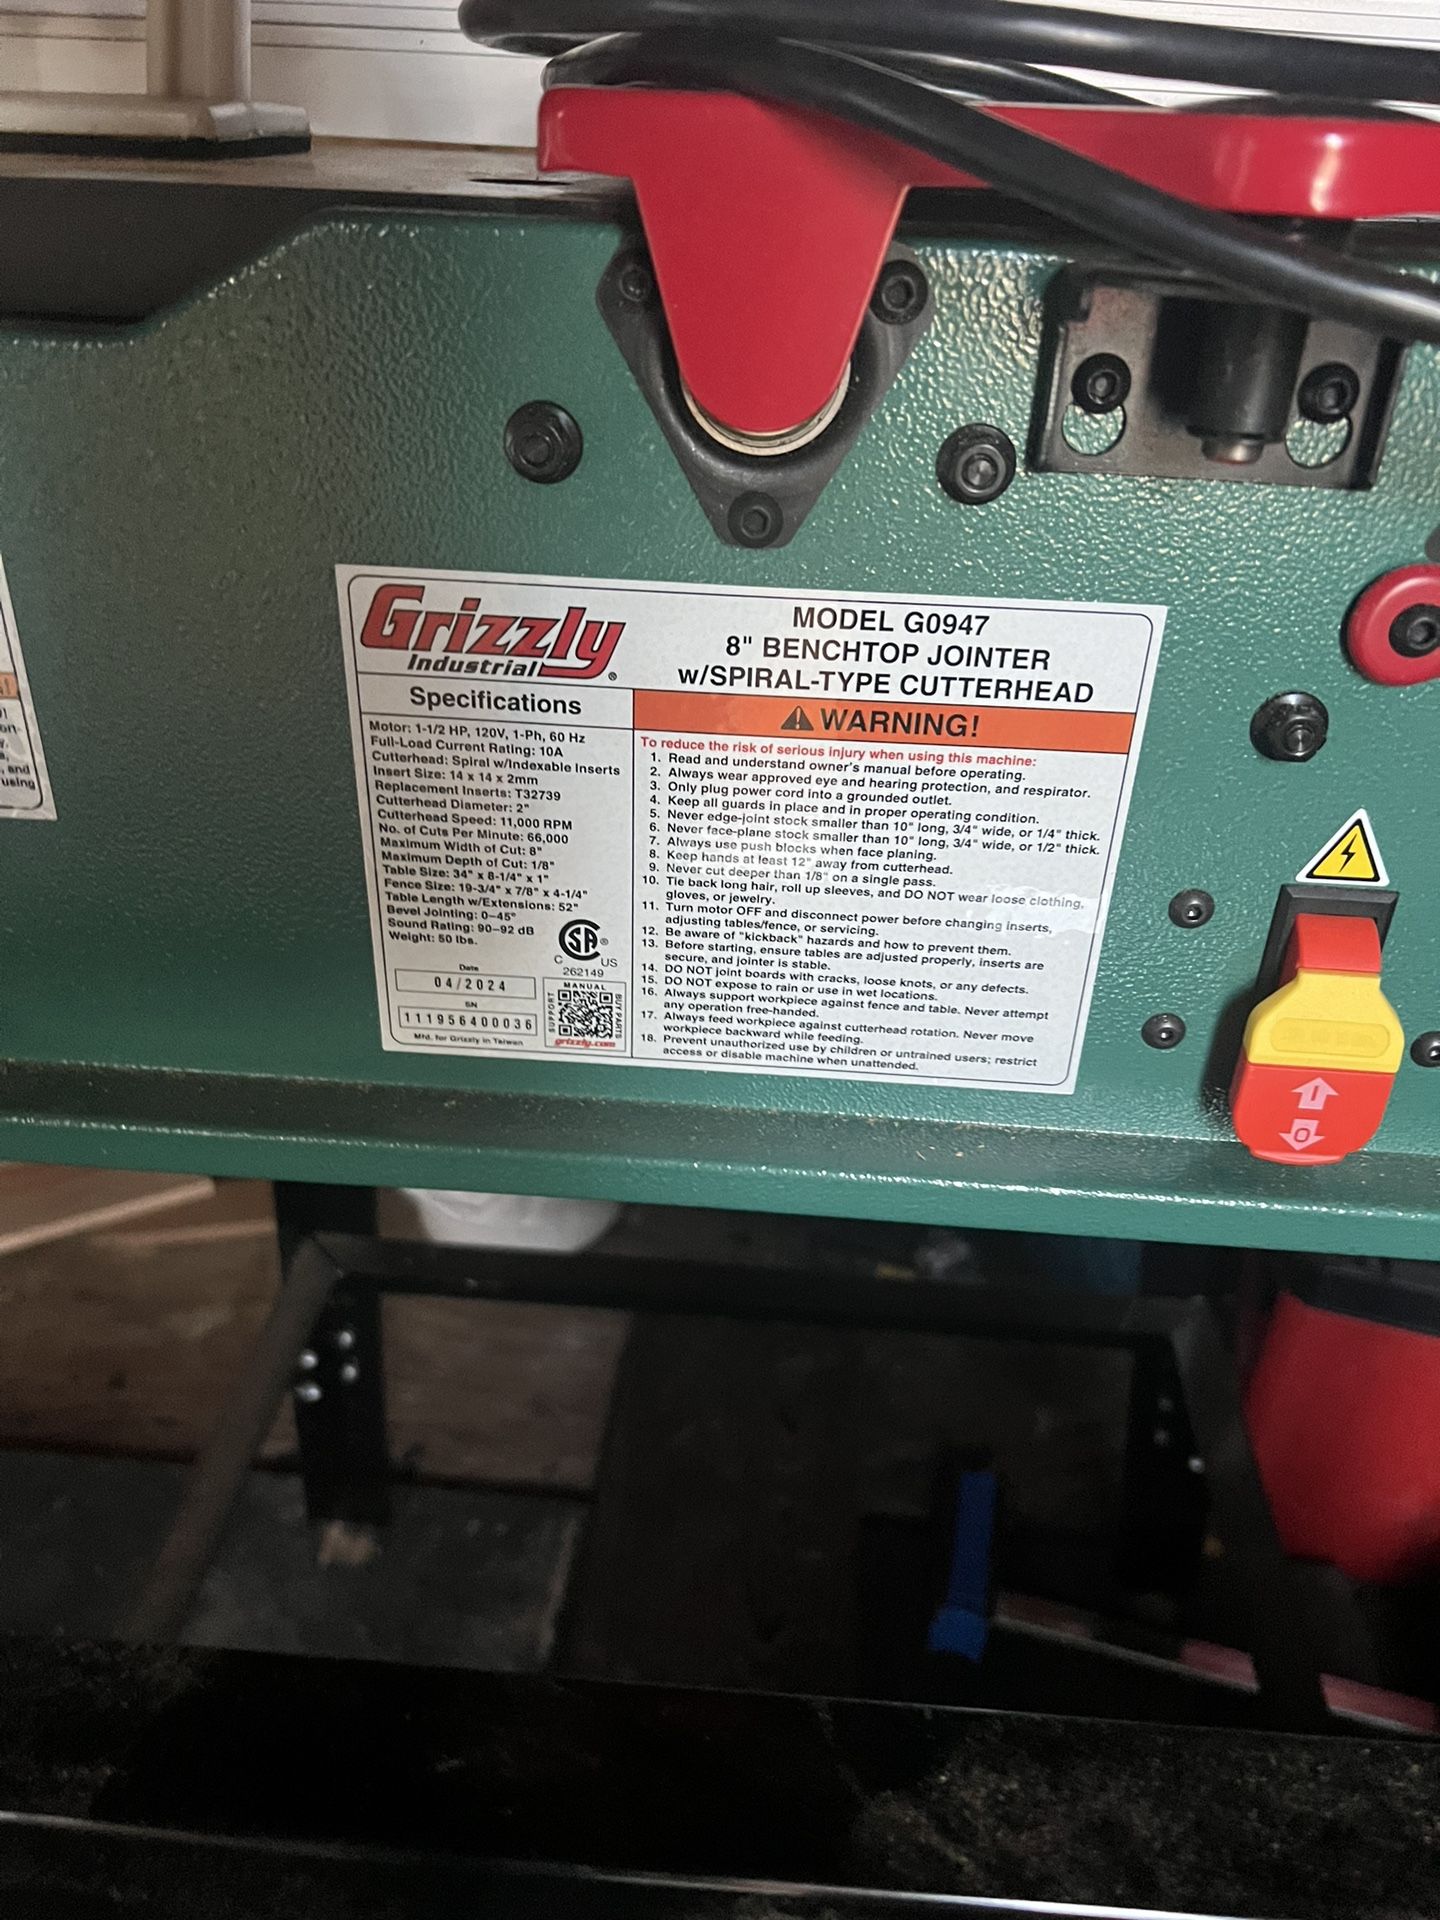 Grizzly
Industrial®
MODEL G0947
8" BENCHTOP JOINTER
w/SPIRAL-TYPE CUTTERHEAD
Specifications
Motor: 1-1/2 HP, 120V, 1-Ph, 60 Hz
Full-Load Current Rating: 10A
Cutterhead: Spiral w/Indexable Inserts
Insert Size: 14 x 14 x 2mm
Replacement Inserts: T32739
Cutterhead Diameter: 2"
Cutterhead Speed: 11,000 RPM
No. of Cuts Per Minute: 66,000
Maximum Width of Cut: 8"
Maximum Depth of Cut: 1/8"
Table Size: 34" x 8-1/4" x 1"
Fence Size: 19-3/4" x 7/8" x 4-1/4"
Table Length w/Extensions: 52"
Bevel Jointing: 0–45°
Sound Rating: 90–92 dB
Weight: 50 lbs.
SA®
C US
262149
Date
04/2024
SN
111956400036
Mfd. for Grizzly in Taiwan
MANUAL
SUPPORT
BUY PARTS
grizzly.com
WARNING!
To reduce the risk of serious injury when using this machine:
1. Read and understand owner's manual before operating.
2. Always wear approved eye and hearing protection, and respirator.
3. Only plug power cord into a grounded outlet.
4. Keep all guards in place and in proper operating condition.
5. Never edge-joint stock smaller than 10" long, 3/4" wide, or 1/4" thick.
6. Never face-plane stock smaller than 10" long, 3/4" wide, or 1/2" thick.
7. Always use push blocks when face planing.
8. Keep hands at least 12" away from cutterhead.
9. Never cut deeper than 1/8" on a single pass.
10. Tie back long hair, roll up sleeves, and DO NOT wear loose clothing,
gloves, or jewelry.
11. Turn motor OFF and disconnect power before changing inserts,
adjusting tables/fence, or servicing.
12. Be aware of "kickback" hazards and how to prevent them.
13. Before starting, ensure tables are adjusted properly, inserts are
secure, and jointer is stable.
14. DO NOT joint boards with cracks, loose knots, or any defects.
15. DO NOT expose to rain or use in wet locations.
16. Always support workpiece against fence and table. Never attempt
any operation free-handed.
17. Always feed workpiece against cutterhead rotation. Never move
workpiece backward while feeding.
18. Prevent unauthorized use by children or untrained users; restrict
access or disable machine when unattended.
and
using
I
O